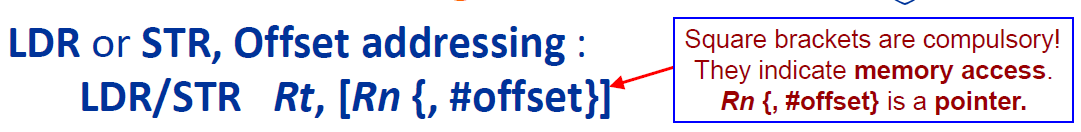 LDR or STR, Offset addressing :
LDR/STR Rt, [Rn {, #offset}]
Square brackets are compulsory!
They indicate memory access.
Rn {, #offset} is a pointer.